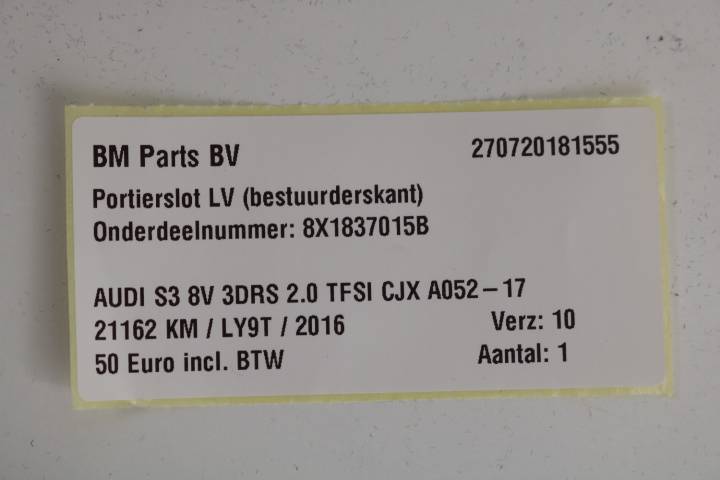 BM Parts BV 270720181555
Portierslot LV (bestuurderskant)
Onderdeelnummer: 8X1837015B
AUDI S3 8V 3DRS 2.0 TFSI CJX A052-17
21162 KM / LY9T / 2016 Verz: 10
50 Euro incl. BTW Aantal: 1